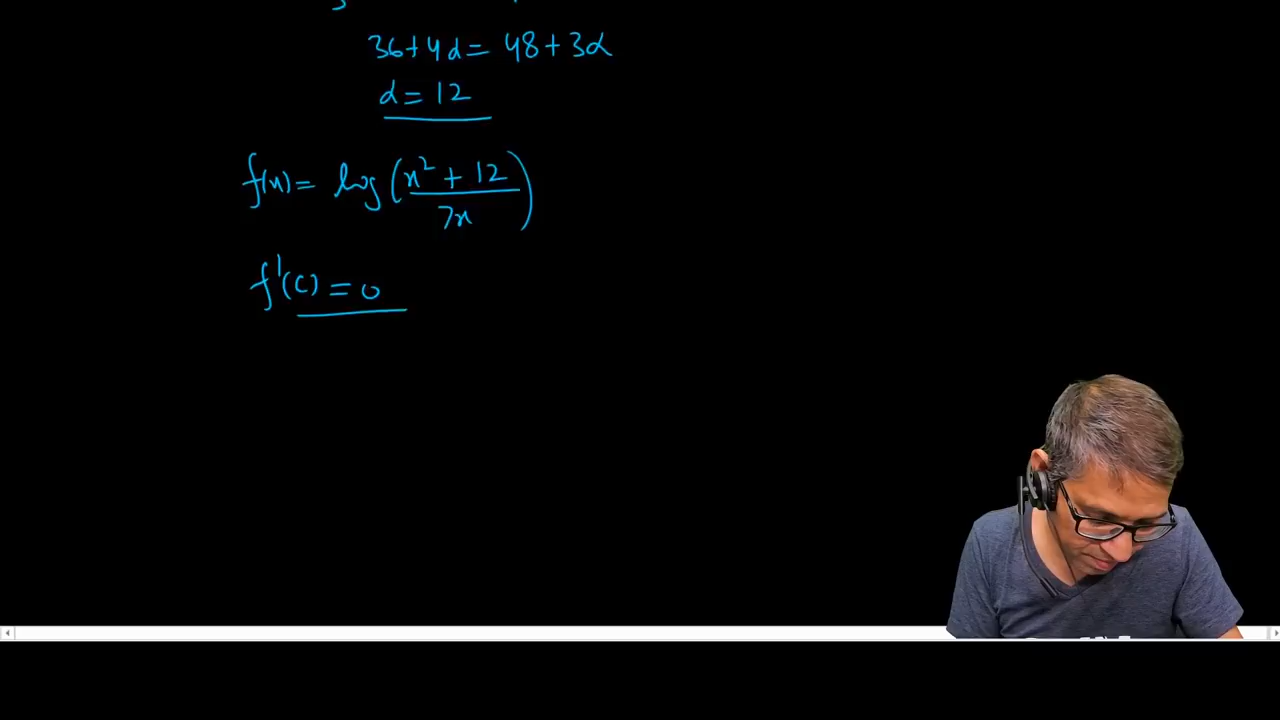 36+4α = 48+3α
α = 12
f(x) = log(x² + 12 / 7x)
f'(c) = 0